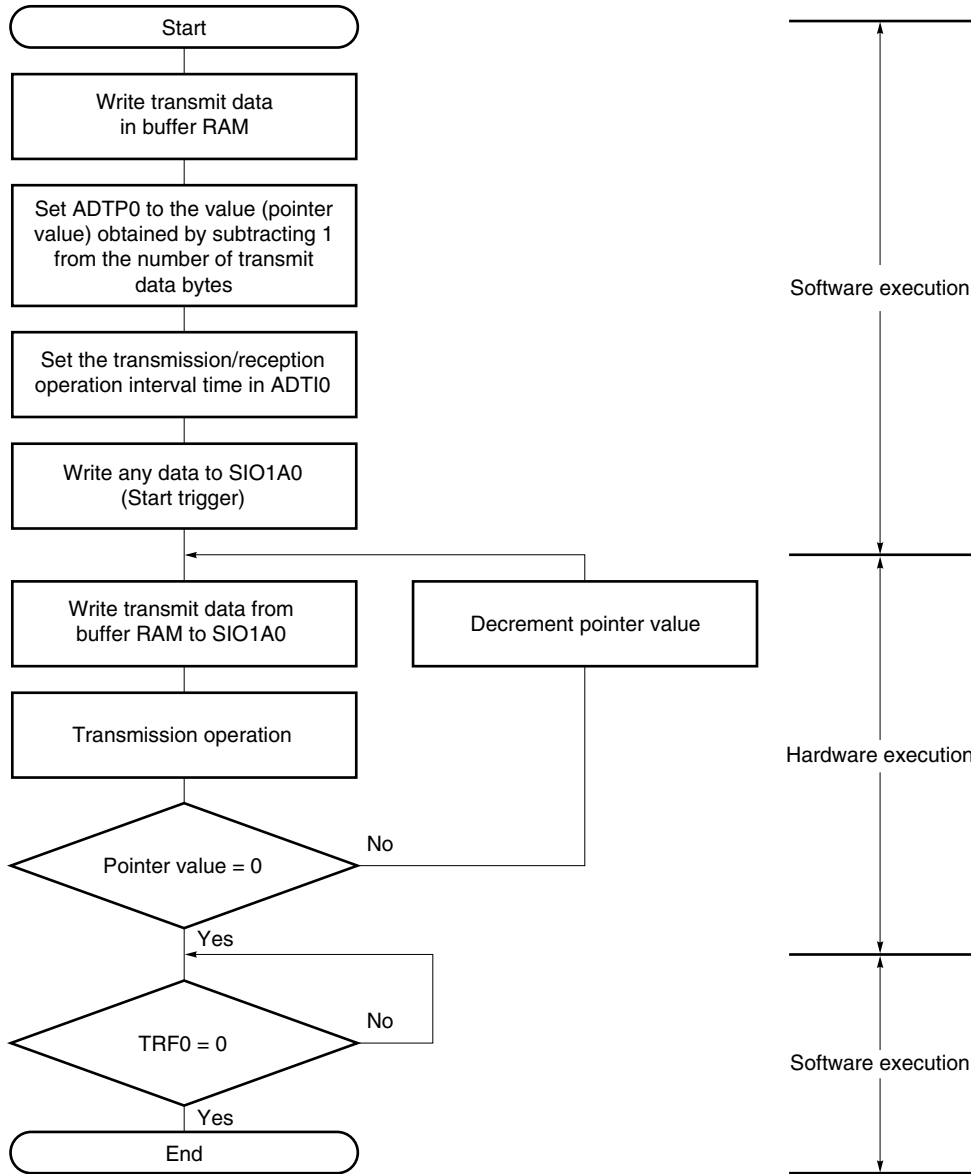 Start
Write transmit data
in buffer RAM
Set ADTP0 to the value (pointer
value) obtained by subtracting 1
from the number of transmit
data bytes
Software execution
Set the transmission/reception
operation interval time in ADTI0
Write any data to SIO1A0
(Start trigger)
Write transmit data from
buffer RAM to SIO1A0
Decrement pointer value
Transmission operation
Hardware execution
Pointer value = 0
No
Yes
TRF0 = 0
No
Software execution
Yes
End